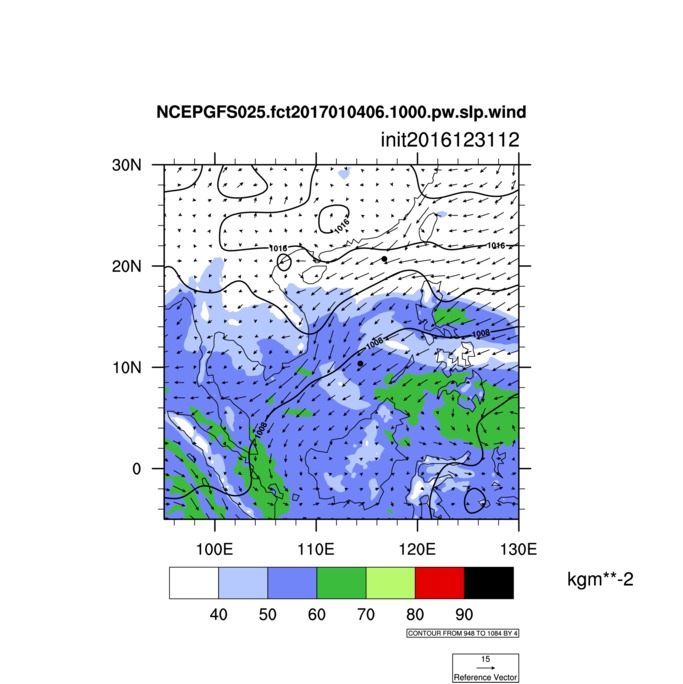 NCEPGFS025.fct2017010406.1000.pw.slp.wind
init2016123112
30N
1016
1016
1016
20N
1008
1008
10N
1008
0
100E
110E
120E
130E
kgm**-2
40
50
60
70
80
90
CONTOUR FROM 948 TO 1084 BY 4
15
Reference Vector